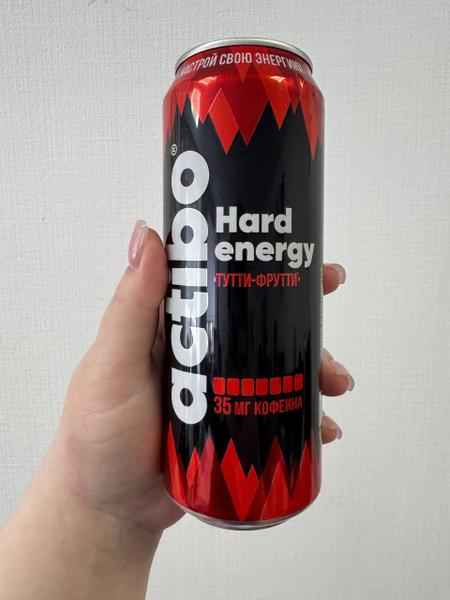 НАСТРОЙ СВОЮ ЭНЕРГИЮ
actibo®
Hard
energy
•ТУТТИ-ФРУТТИ•
35 МГ КОФЕИНА